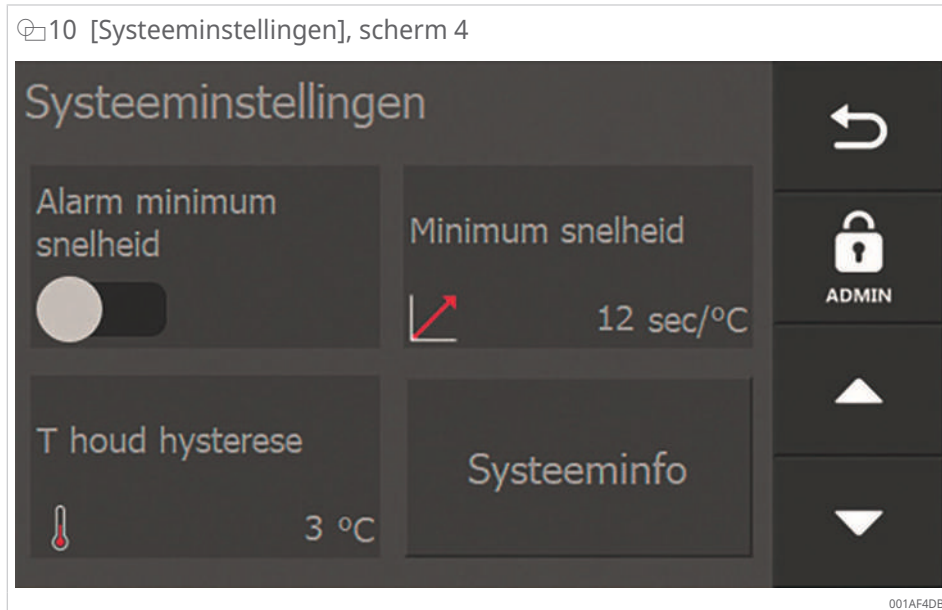 10 [Systeeminstellingen], scherm 4
Systeeminstellingen
Alarm minimum
snelheid
Minimum snelheid
12 sec/°C
ADMIN
T houd hysterese
3 °C
Systeeminfo
001AF4DB